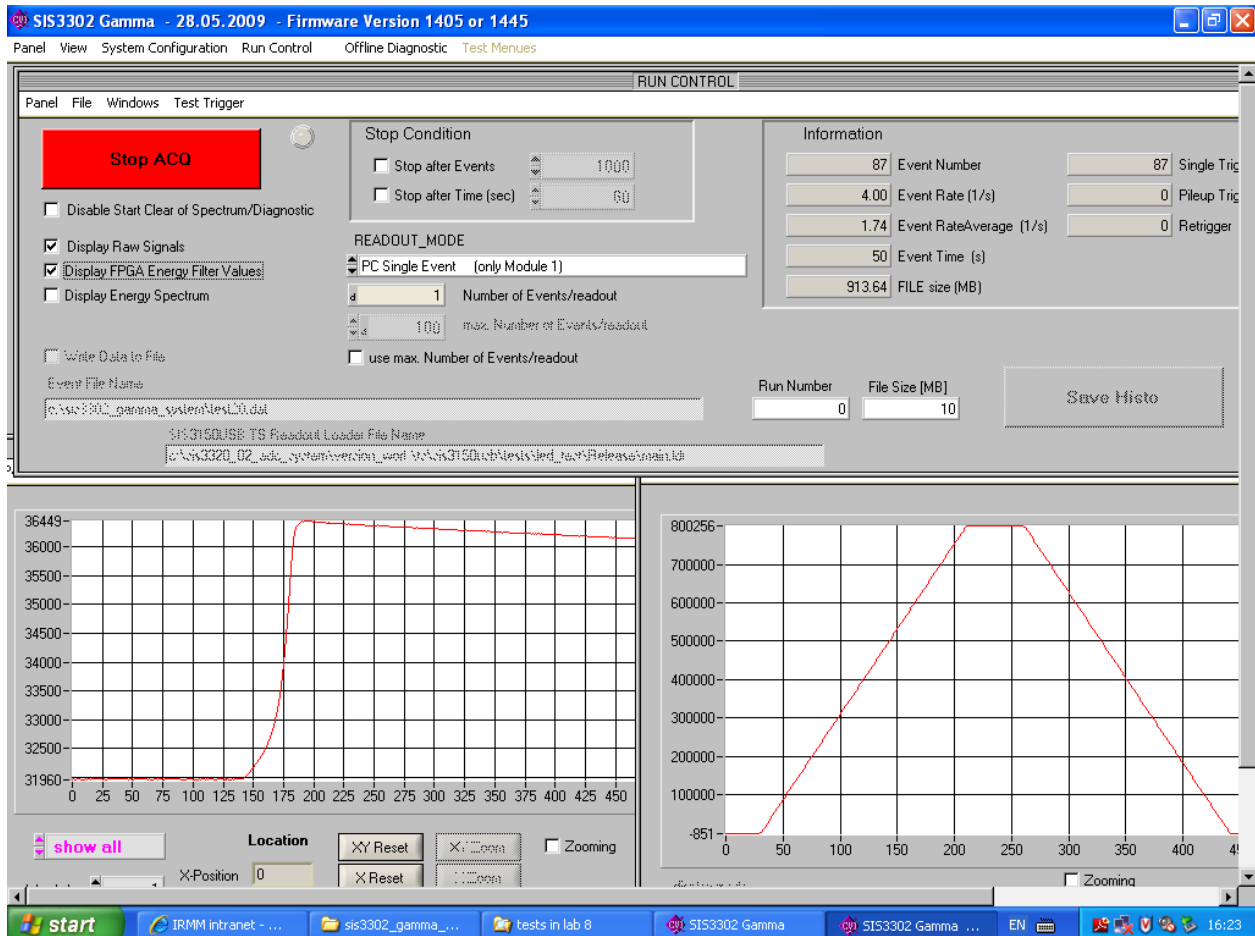 SIS3302 Gamma - 28.05.2009 - Firmware Version 1405 or 1445
Panel View System Configuration Run Control Offline Diagnostic Test Menues
RUN CONTROL
Panel File Windows Test Trigger
Stop ACQ
Disable Start Clear of Spectrum/Diagnostic
Display Raw Signals
Display FPGA Energy Filter Values
Display Energy Spectrum
Write Data to File
Stop Condition
Stop after Events 1000
Stop after Time (sec) 60
READOUT_MODE
PC Single Event (only Module 1)
d 1 Number of Events/readout
d 100 max. Number of Events/readout
use max. Number of Events/readout
Information
87 Event Number 87 Single Trig
4.00 Event Rate (1/s) 0 Pileup Trig
1.74 Event RateAverage (1/s) 0 Retrigger
50 Event Time (s)
913.64 FILE size (MB)
Event File Name
c:\sis3302_gamma_system\test20.dat
SIS3150USB TS Readout Loader File Name
Run Number File Size [MB]
0 10
Save Histo
36449
36000
35500
35000
34500
34000
33500
33000
32500
31960
0 25 50 75 100 125 150 175 200 225 250 275 300 325 350 375 400 425 450
800256
700000
600000
500000
400000
300000
200000
100000
-851
0 50 100 150 200 250 300 350 400
show all
Location
X-Position 0
XY Reset
X Reset
Zooming
Zooming
start
IRMM intranet - ...
sis3302_gamma_...
tests in lab 8
SIS3302 Gamma
SIS3302 Gamma ...
EN
16:23